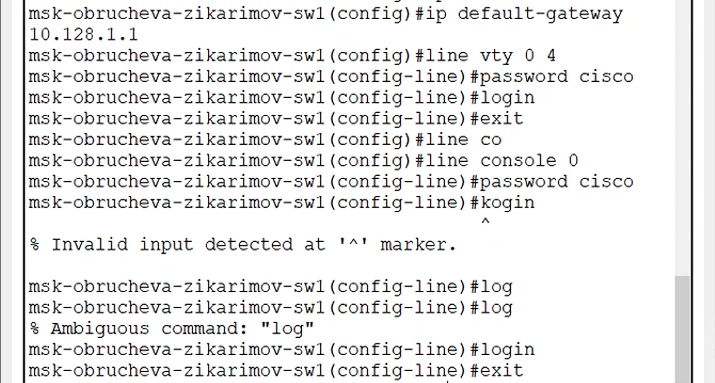 msk-obrucheva-zikarimov-sw1(config)#ip default-gateway
10.128.1.1
msk-obrucheva-zikarimov-sw1(config)#line vty 0 4
msk-obrucheva-zikarimov-sw1(config-line)#password cisco
msk-obrucheva-zikarimov-sw1(config-line)#login
msk-obrucheva-zikarimov-sw1(config-line)#exit
msk-obrucheva-zikarimov-sw1(config)#line co
msk-obrucheva-zikarimov-sw1(config)#line console 0
msk-obrucheva-zikarimov-sw1(config-line)#password cisco
msk-obrucheva-zikarimov-sw1(config-line)#kogin
^
% Invalid input detected at '^' marker.
msk-obrucheva-zikarimov-sw1(config-line)#log
msk-obrucheva-zikarimov-sw1(config-line)#log
% Ambiguous command: "log"
msk-obrucheva-zikarimov-sw1(config-line)#login
msk-obrucheva-zikarimov-sw1(config-line)#exit